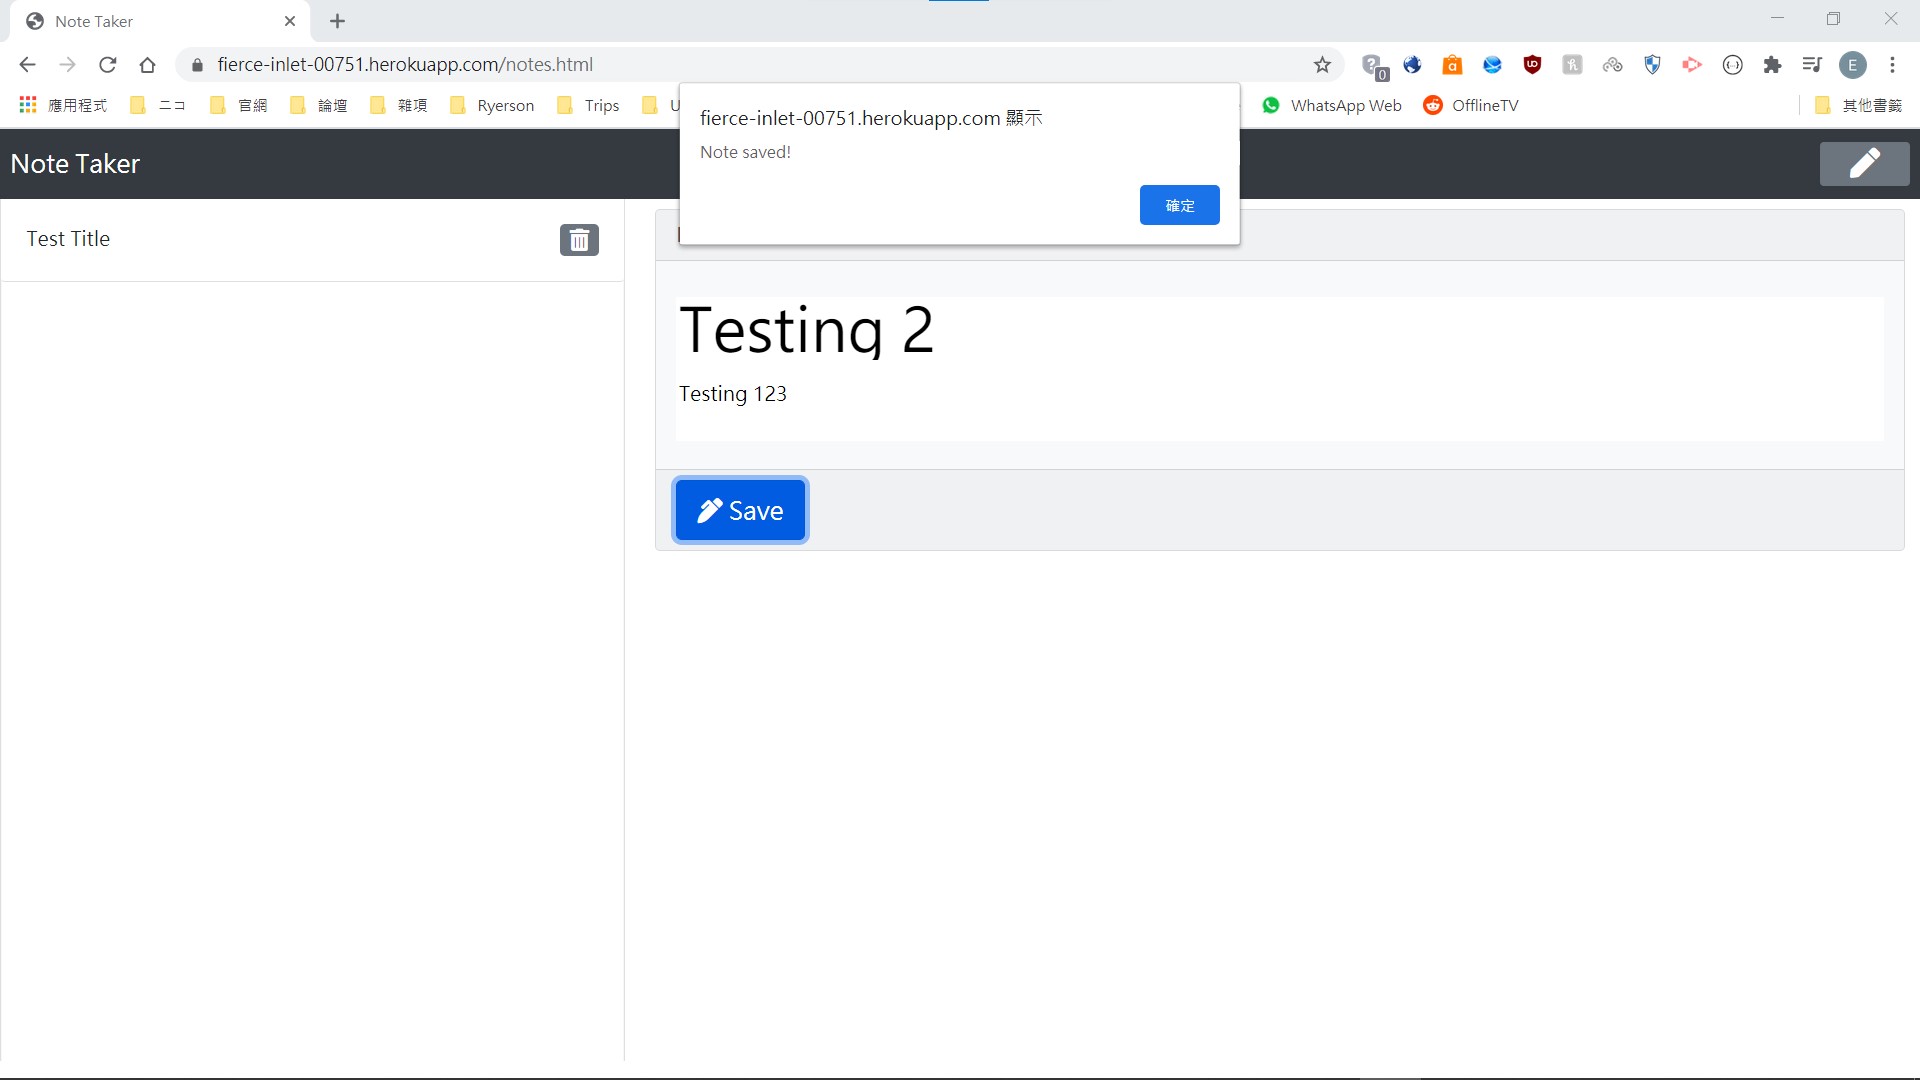 Note Taker
fierce-inlet-00751.herokuapp.com/notes.html
0
E
應用程式 ニコ 官網 論壇 雜項 Ryerson Trips WhatsApp Web OfflineTV 其他書籤
fierce-inlet-00751.herokuapp.com 顯示
Note saved!
確定
Note Taker
Test Title
Testing 2
Testing 123
Save